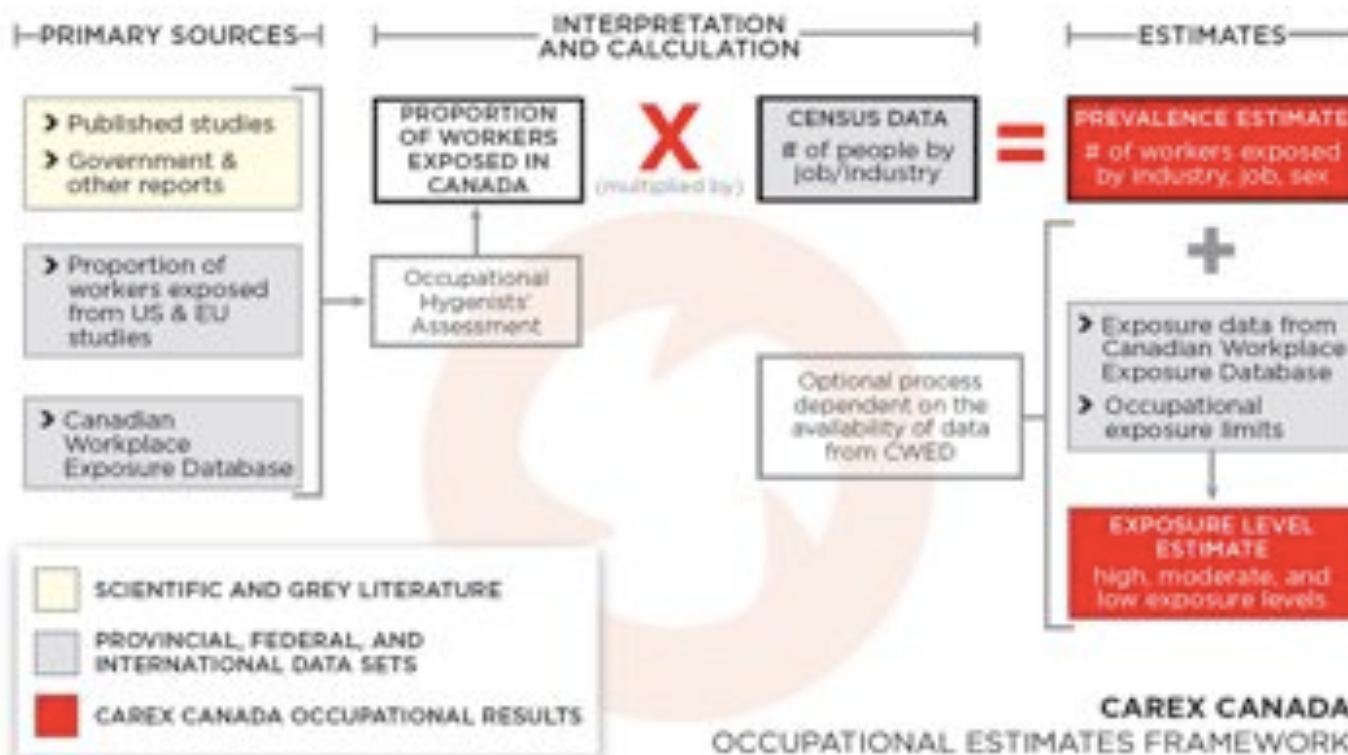 PRIMARY SOURCES
INTERPRETATION
AND CALCULATION
ESTIMATES
Published studies
Government &
other reports
Proportion of
workers exposed
from US & EU
studies
Canadian
Workplace
Exposure Database
PROPORTION
OF WORKERS
EXPOSED IN
CANADA
Occupational
Hygenists'
Assessment
X
(multiplied by)
CENSUS DATA
# of people by
job/industry
=
PREVALENCE ESTIMATE
# of workers exposed
by industry, job, sex
+
Optional process
dependent on the
availability of data
from CWED
Exposure data from
Canadian Workplace
Exposure Database
Occupational
exposure limits
EXPOSURE LEVEL
ESTIMATE
high, moderate, and
low exposure levels
SCIENTIFIC AND GREY LITERATURE
PROVINCIAL, FEDERAL, AND
INTERNATIONAL DATA SETS
CAREX CANADA OCCUPATIONAL RESULTS
CAREX CANADA
OCCUPATIONAL ESTIMATES FRAMEWORK